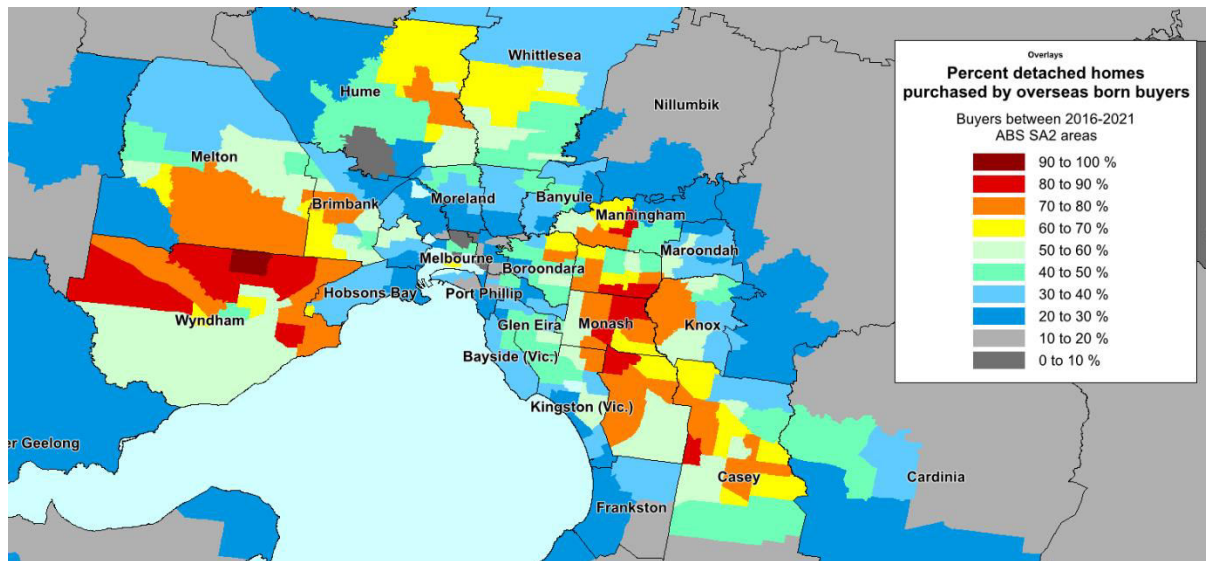 Whittlesea
Overlays
Percent detached homes
purchased by overseas born buyers
Buyers between 2016-2021
ABS SA2 areas
90 to 100 %
80 to 90 %
70 to 80 %
60 to 70 %
50 to 60 %
40 to 50 %
30 to 40 %
20 to 30 %
10 to 20 %
0 to 10 %
Hume
Nillumbik
Melton
Brimbank
Moreland
Banyule
Manningham
Maroondah
Melbourne
Boroondara
Hobsons Bay
Port Phillip
Wyndham
Glen Eira
Monash
Knox
Bayside (Vic.)
Kingston (Vic.)
er Geelong
Casey
Cardinia
Frankston